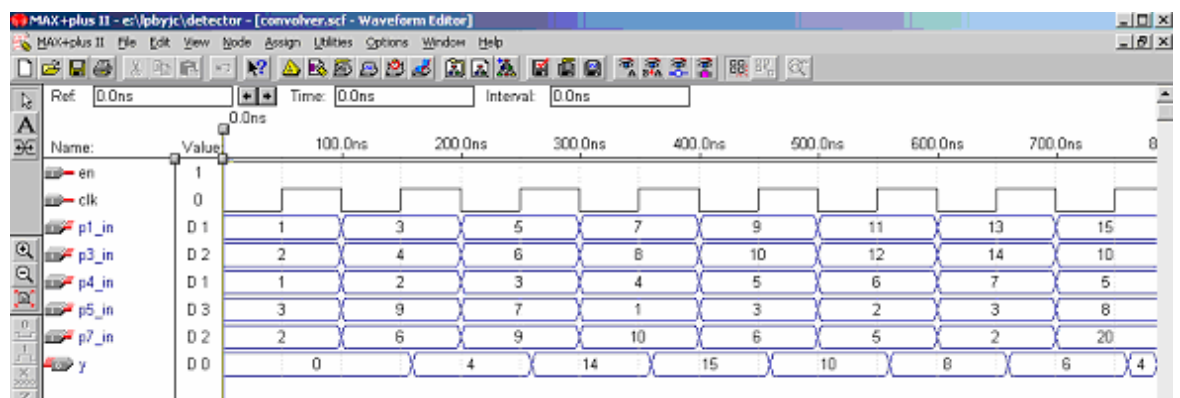 MAX+plus II - e:\lpbyjc\detector - [convolver.scf - Waveform Editor]
MAX+plus II File Edit View Node Assign Utilities Options Window Help
Ref: 0.0ns Time: 0.0ns Interval: 0.0ns
0.0ns
Name: Value: 100.0ns 200.0ns 300.0ns 400.0ns 500.0ns 600.0ns 700.0ns 8
en 1
clk 0
p1_in D 1 1 3 5 7 9 11 13 15
p3_in D 2 2 4 6 8 10 12 14 10
p4_in D 1 1 2 3 4 5 6 7 5
p5_in D 3 3 9 7 1 3 2 3 8
p7_in D 2 2 6 9 10 6 5 2 20
y D 0 0 4 14 15 10 8 6 4